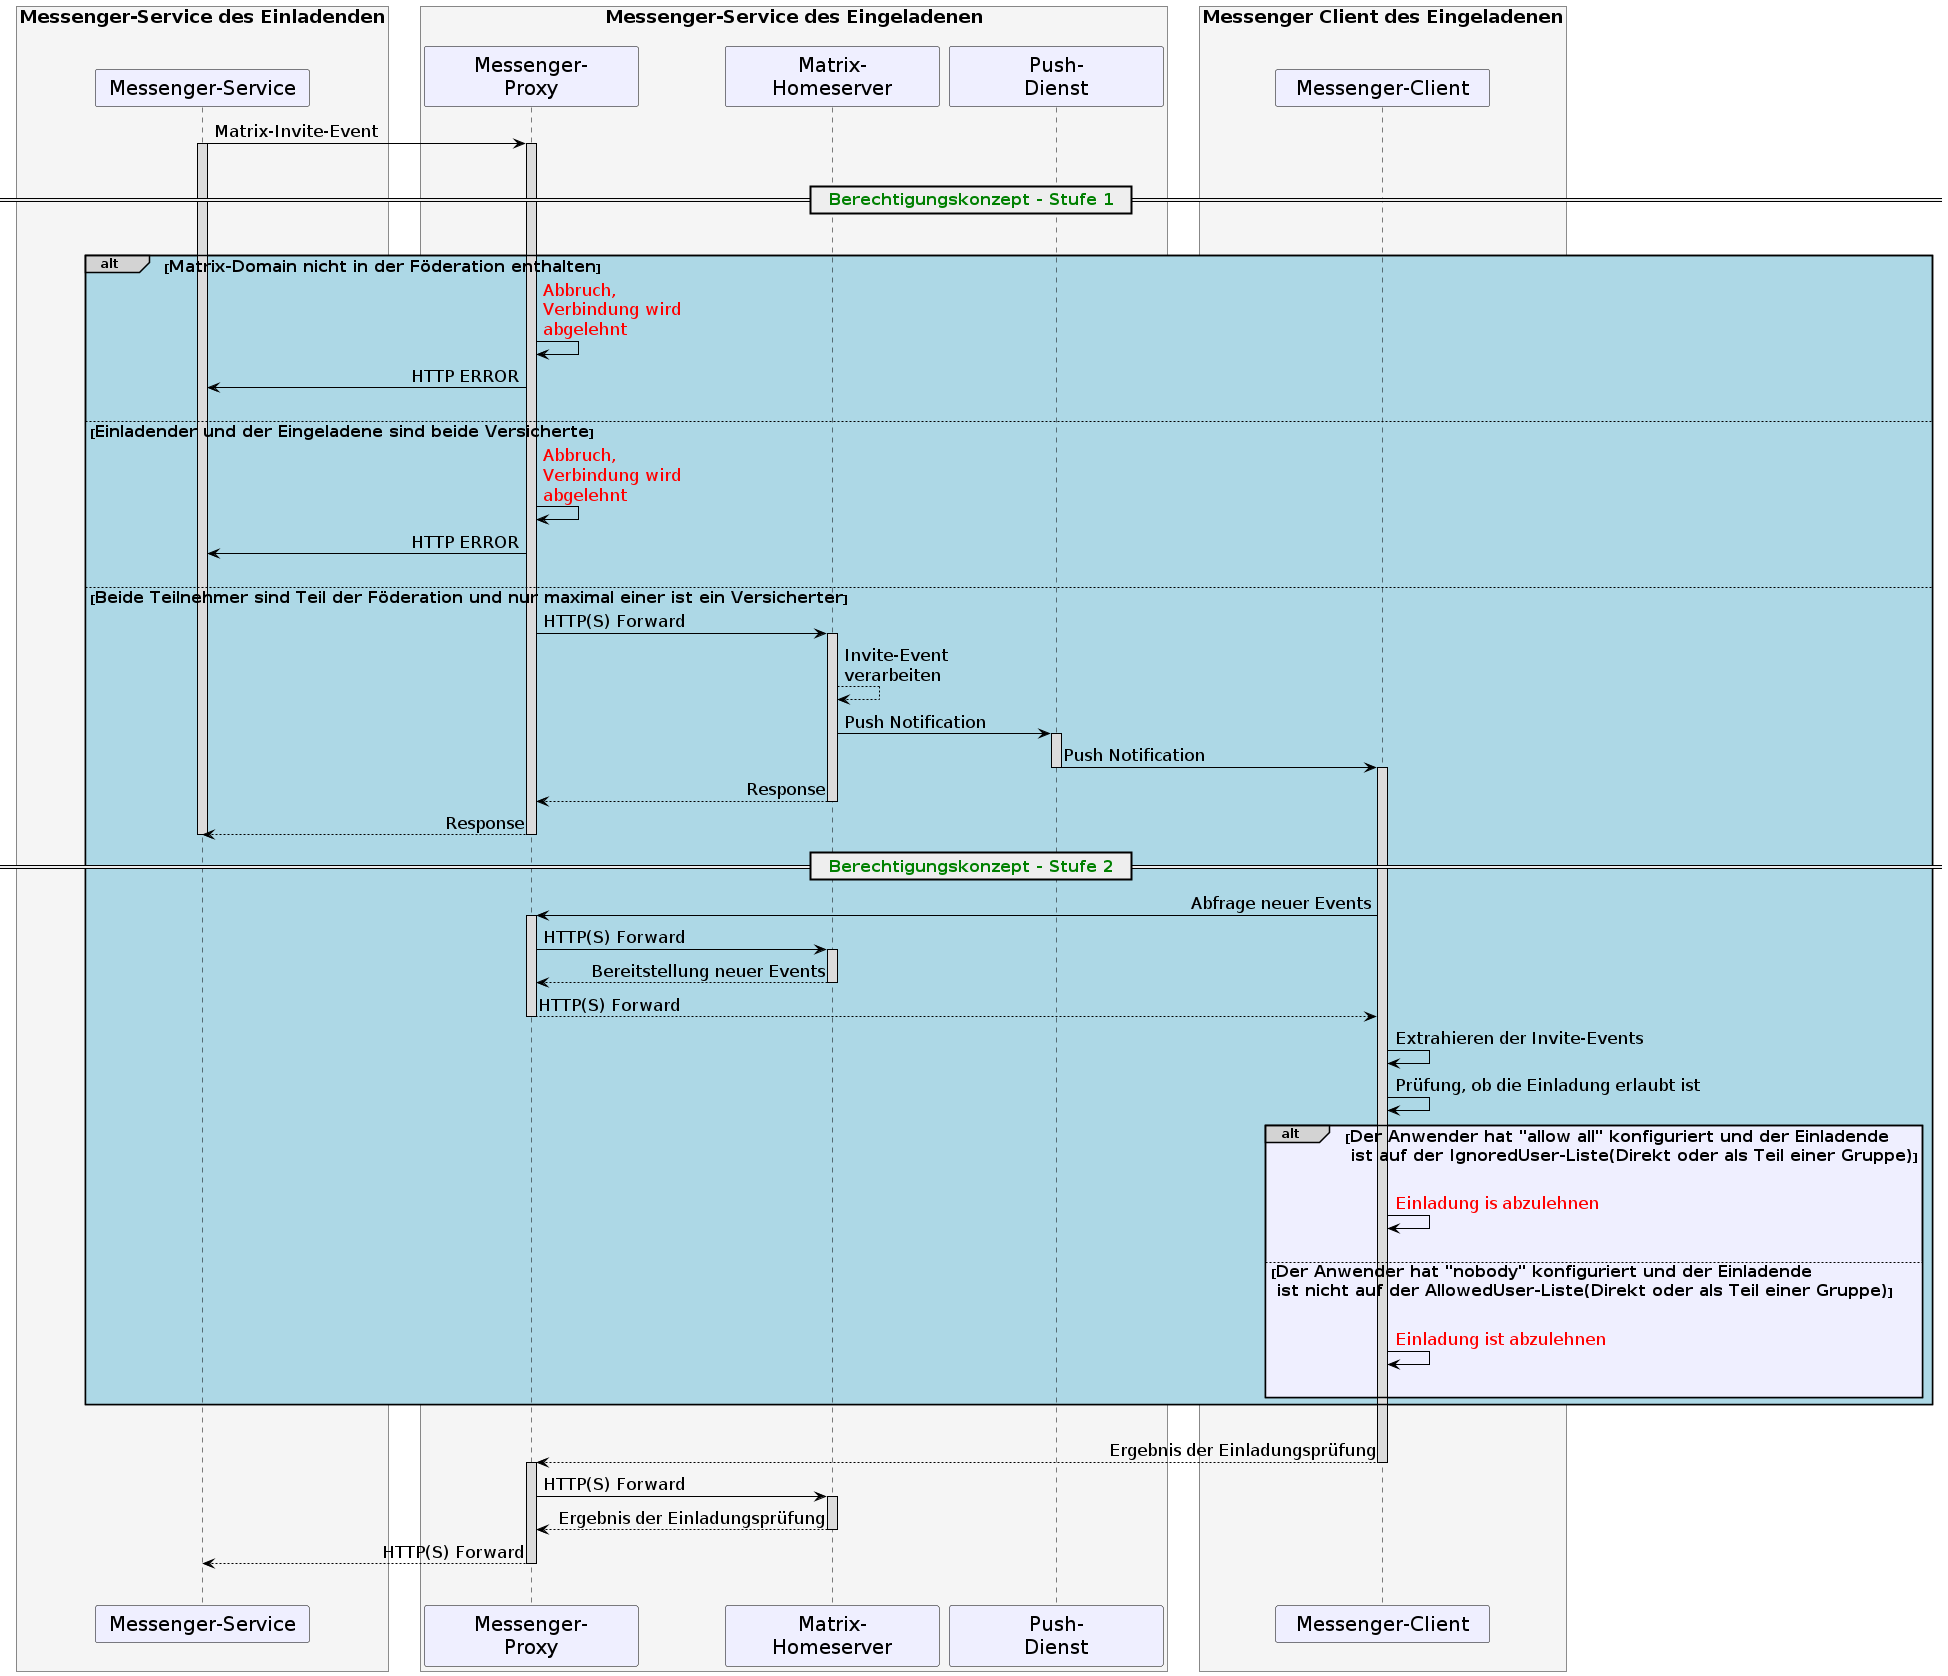 Messenger-Service des Einladenden
Messenger-Service des Eingeladenen
Messenger Client des Eingeladenen
Messenger-Service
Messenger-
Proxy
Matrix-
Homeserver
Push-
Dienst
Messenger-Client
Matrix-Invite-Event
Berechtigungskonzept - Stufe 1
alt
[Matrix-Domain nicht in der Föderation enthalten]
Abbruch,
Verbindung wird
abgelehnt
HTTP ERROR
[Einladender und der Eingeladene sind beide Versicherte]
Abbruch,
Verbindung wird
abgelehnt
HTTP ERROR
[Beide Teilnehmer sind Teil der Föderation und nur maximal einer ist ein Versicherter]
HTTP(S) Forward
Invite-Event
verarbeiten
Push Notification
Push Notification
Response
Response
Berechtigungskonzept - Stufe 2
Abfrage neuer Events
HTTP(S) Forward
Bereitstellung neuer Events
HTTP(S) Forward
Extrahieren der Invite-Events
Prüfung, ob die Einladung erlaubt ist
alt
[Der Anwender hat "allow all" konfiguriert und der Einladende
ist auf der IgnoredUser-Liste(Direkt oder als Teil einer Gruppe)]
Einladung is abzulehnen
[Der Anwender hat "nobody" konfiguriert und der Einladende
ist nicht auf der AllowedUser-Liste(Direkt oder als Teil einer Gruppe)]
Einladung ist abzulehnen
Ergebnis der Einladungsprüfung
HTTP(S) Forward
Ergebnis der Einladungsprüfung
HTTP(S) Forward
Messenger-Service
Messenger-
Proxy
Matrix-
Homeserver
Push-
Dienst
Messenger-Client